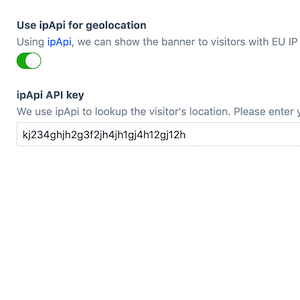 Use ipApi for geolocation
Using ipApi, we can show the banner to visitors with EU IP
ipApi API key
We use ipApi to lookup the visitor's location. Please enter
kj234ghjh2g3f2jh4jh1gj4h12gj12h